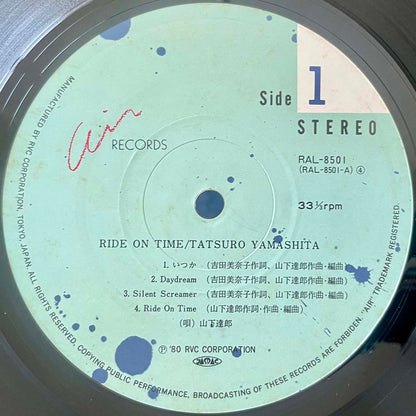 Side 1
STEREO
Air RECORDS
RAL-8501
(RAL-8501-A) ④
33⅓rpm
RIDE ON TIME/TATSURO YAMASHITA
1. いつか (吉田美奈子作詞、山下達郎作曲・編曲)
2. Daydream (吉田美奈子作詞、山下達郎作曲・編曲)
3. Silent Screamer (吉田美奈子作詞、山下達郎作曲・編曲)
4. Ride On Time (山下達郎作詞・作曲・編曲)
(唄) 山下達郎
Ⓟ '80 RVC CORPORATION
MANUFACTURED BY RVC CORPORATION, TOKYO, JAPAN. ALL RIGHTS RESERVED. COPYING, PUBLIC PERFORMANCE, BROADCASTING OF THESE RECORDS ARE FORBIDDEN. "AIR" TRADEMARK REGISTERED.